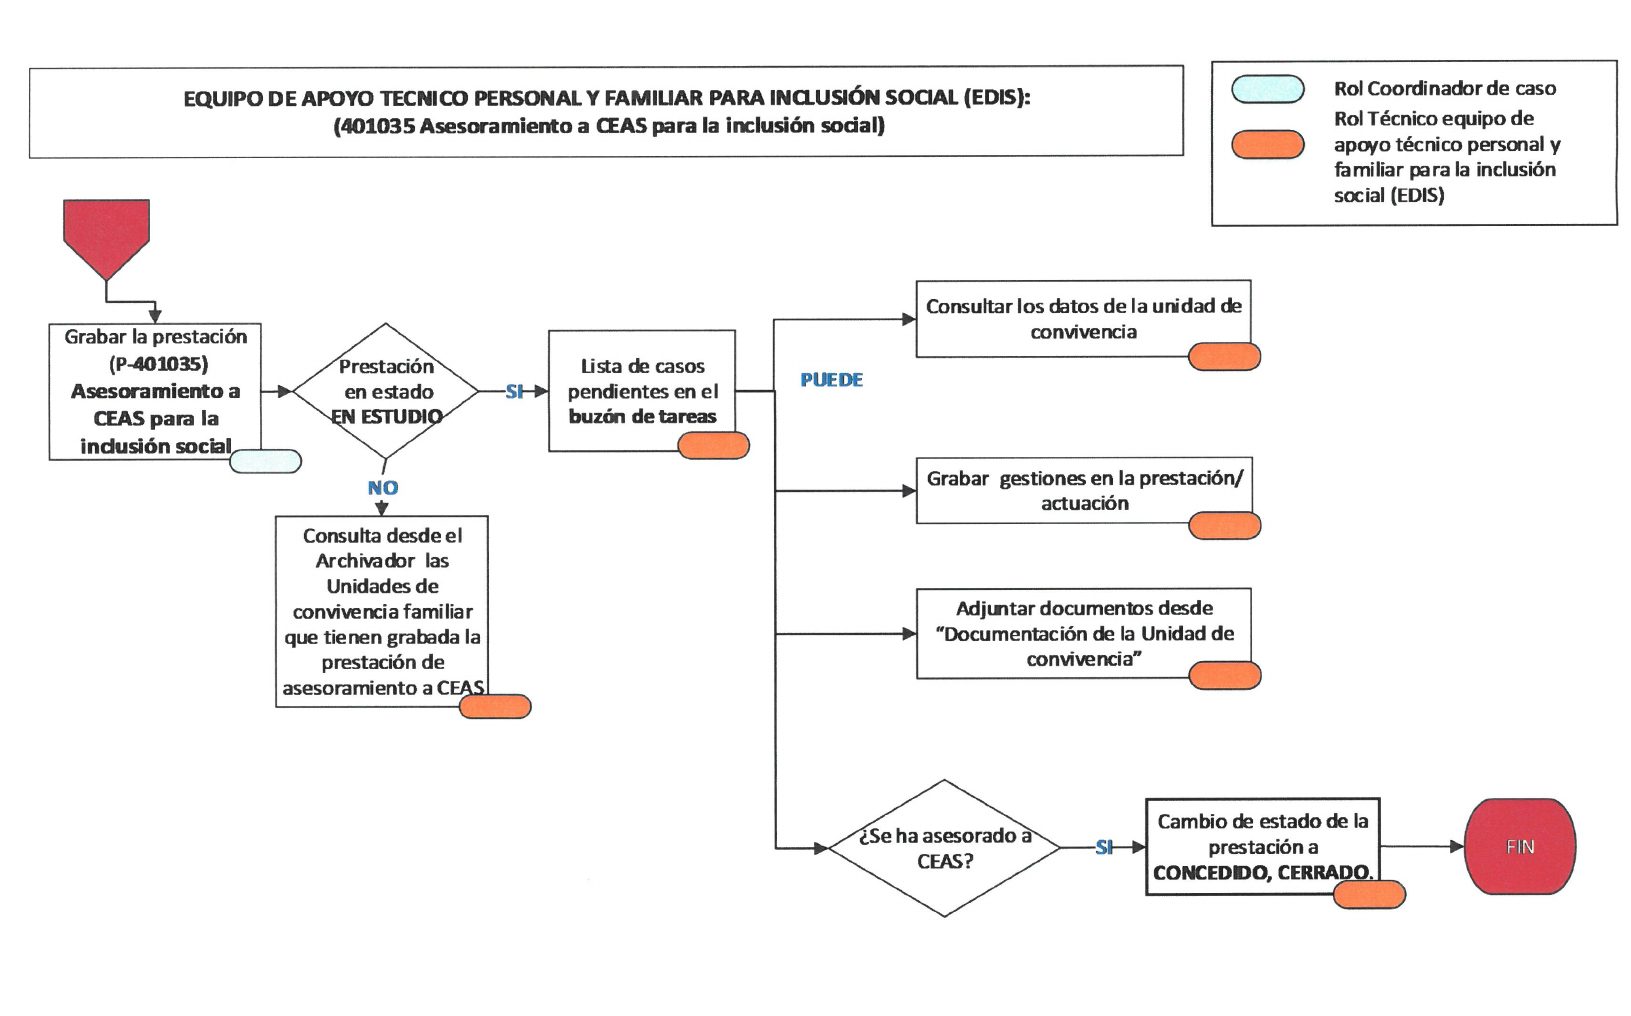 EQUIPO DE APOYO TECNICO PERSONAL Y FAMILIAR PARA INCLUSIÓN SOCIAL (EDIS):
(401035 Asesoramiento a CEAS para la inclusión social)
Rol Coordinador de caso
Rol Técnico equipo de
apoyo técnico personal y
familiar para la inclusión
social (EDIS)
Grabar la prestación
(P-401035)
Asesoramiento a
CEAS para la
inclusión social
Prestación
en estado
EN ESTUDIO
SI
NO
Consulta desde el
Archivador las
Unidades de
convivencia familiar
que tienen grabada la
prestación de
asesoramiento a CEAS
Lista de casos
pendientes en el
buzón de tareas
PUEDE
Consultar los datos de la unidad de
convivencia
Grabar gestiones en la prestación/
actuación
Adjuntar documentos desde
“Documentación de la Unidad de
convivencia”
¿Se ha asesorado a
CEAS?
SI
Cambio de estado de la
prestación a
CONCEDIDO, CERRADO.
FIN